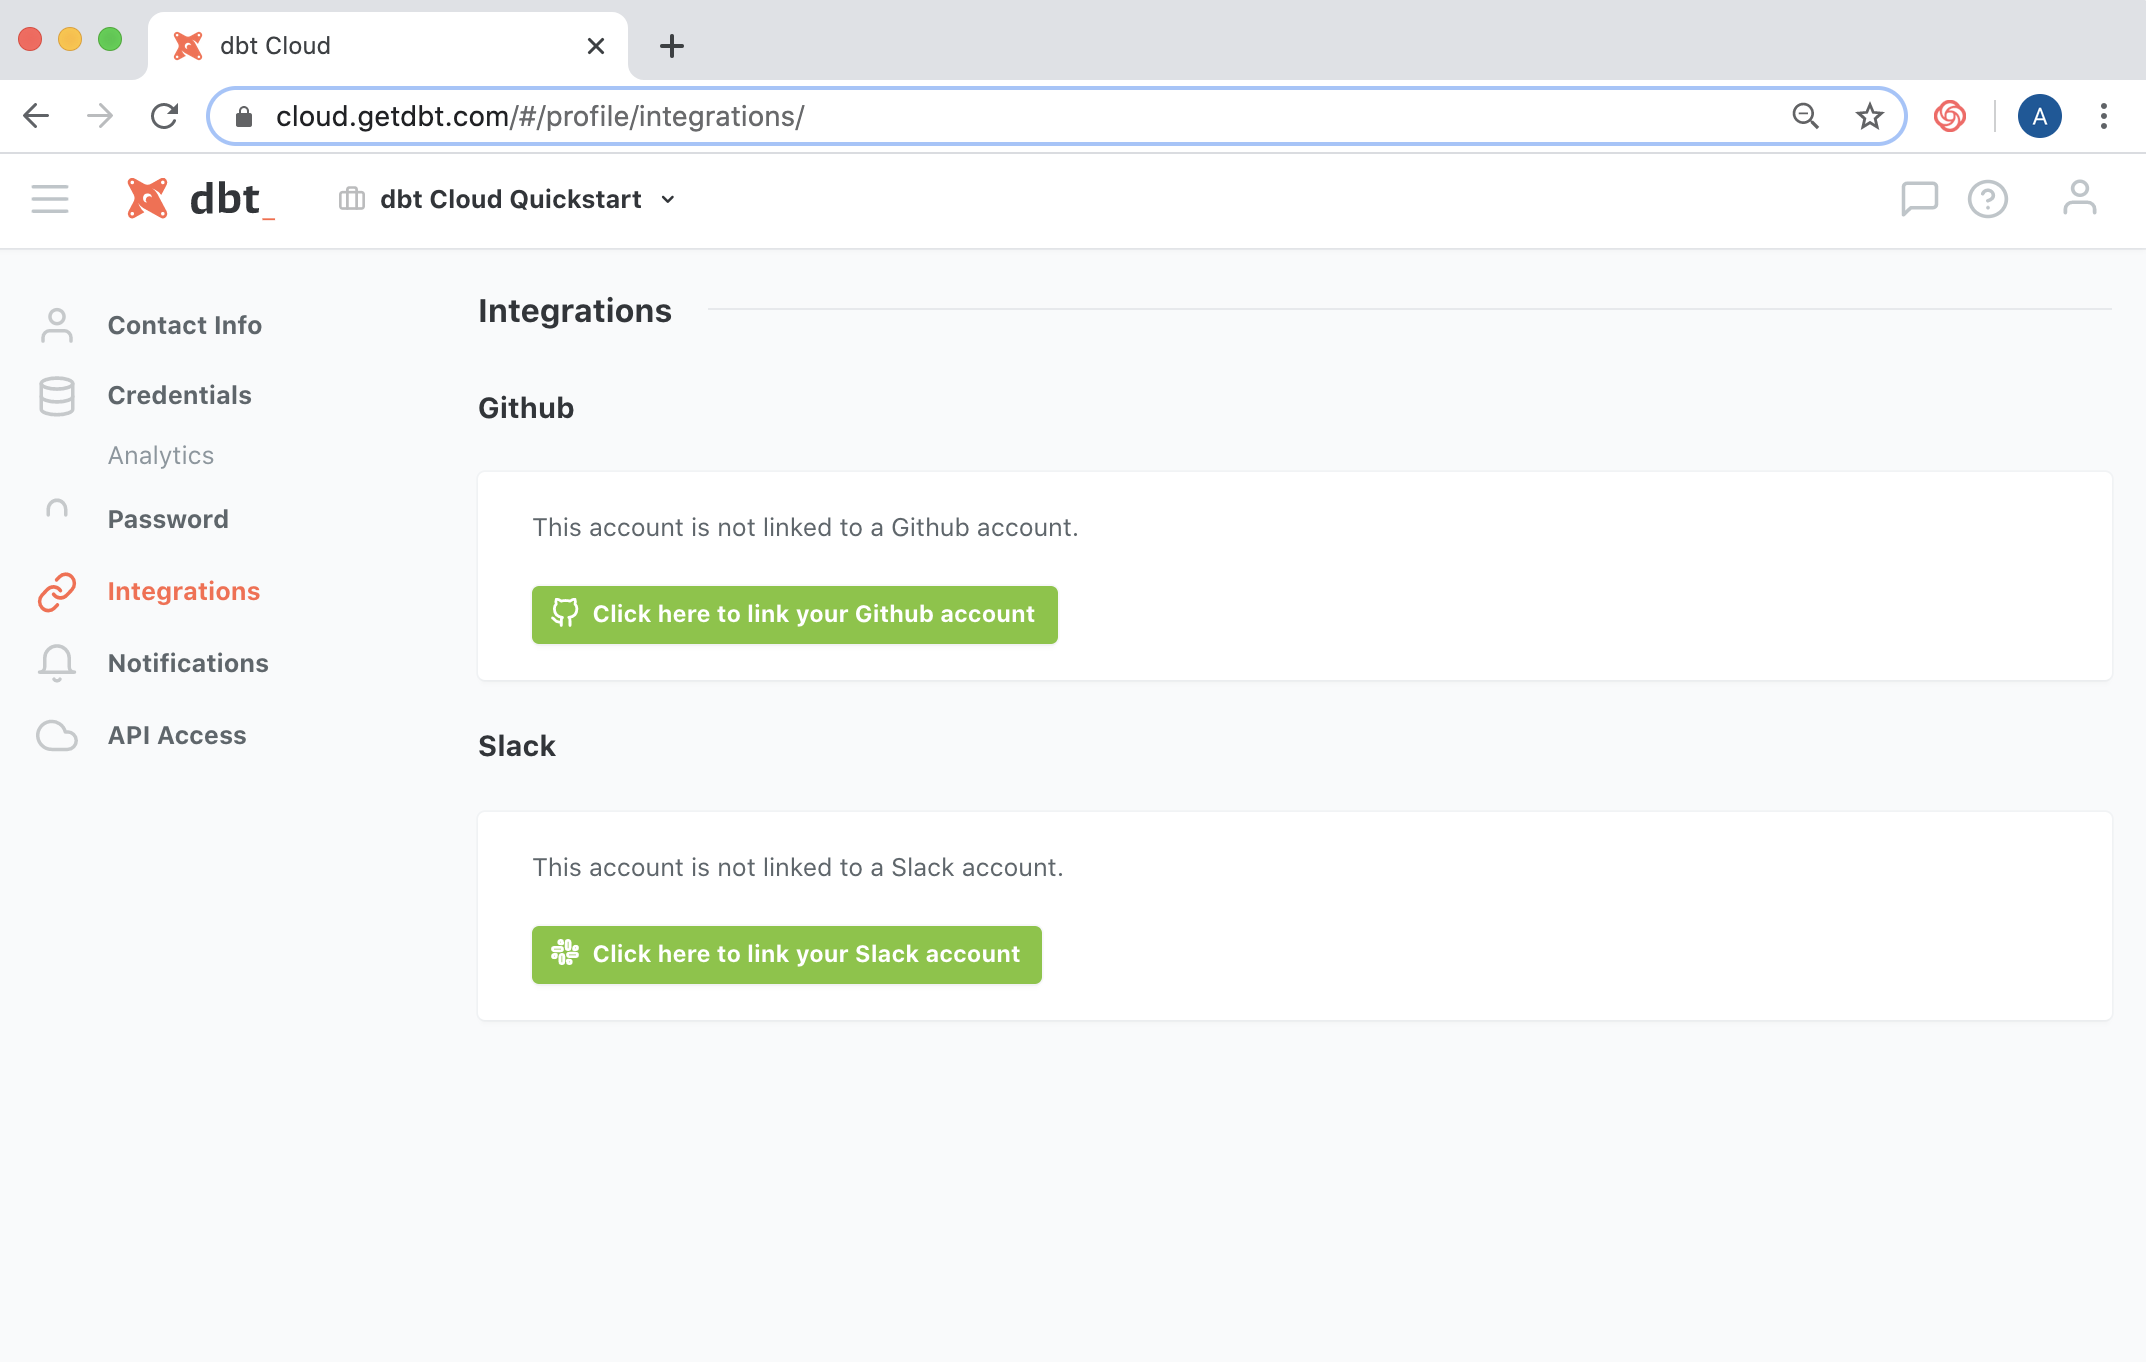 dbt Cloud
cloud.getdbt.com/#/profile/integrations/
A
dbt_
dbt Cloud Quickstart
Contact Info
Credentials
Analytics
Password
Integrations
Notifications
API Access
Integrations
Github
This account is not linked to a Github account.
Click here to link your Github account
Slack
This account is not linked to a Slack account.
Click here to link your Slack account